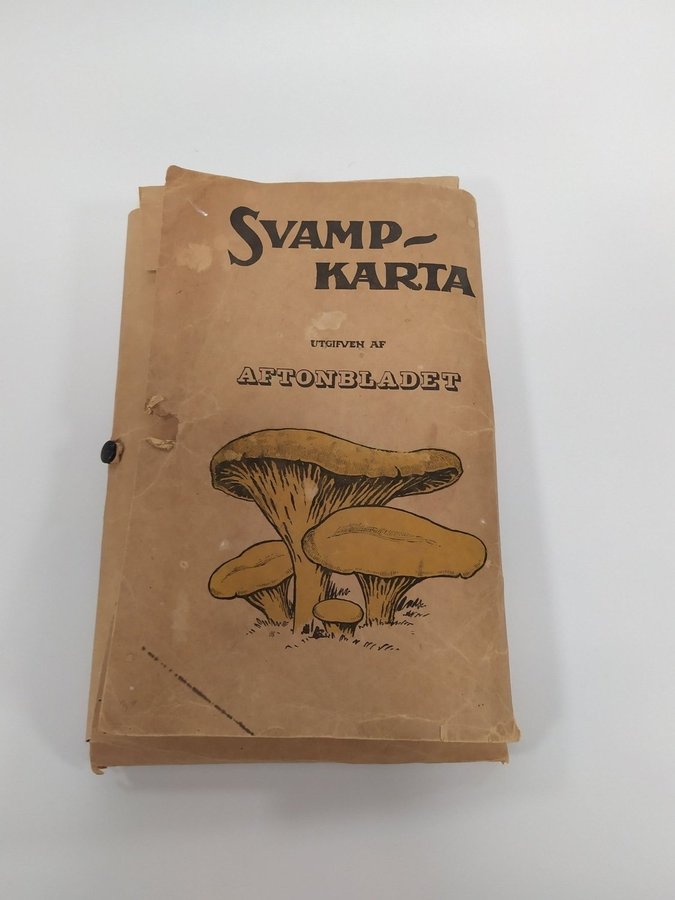 SVAMP-
KARTA
UTGIFVEN AF
AFTONBLADET